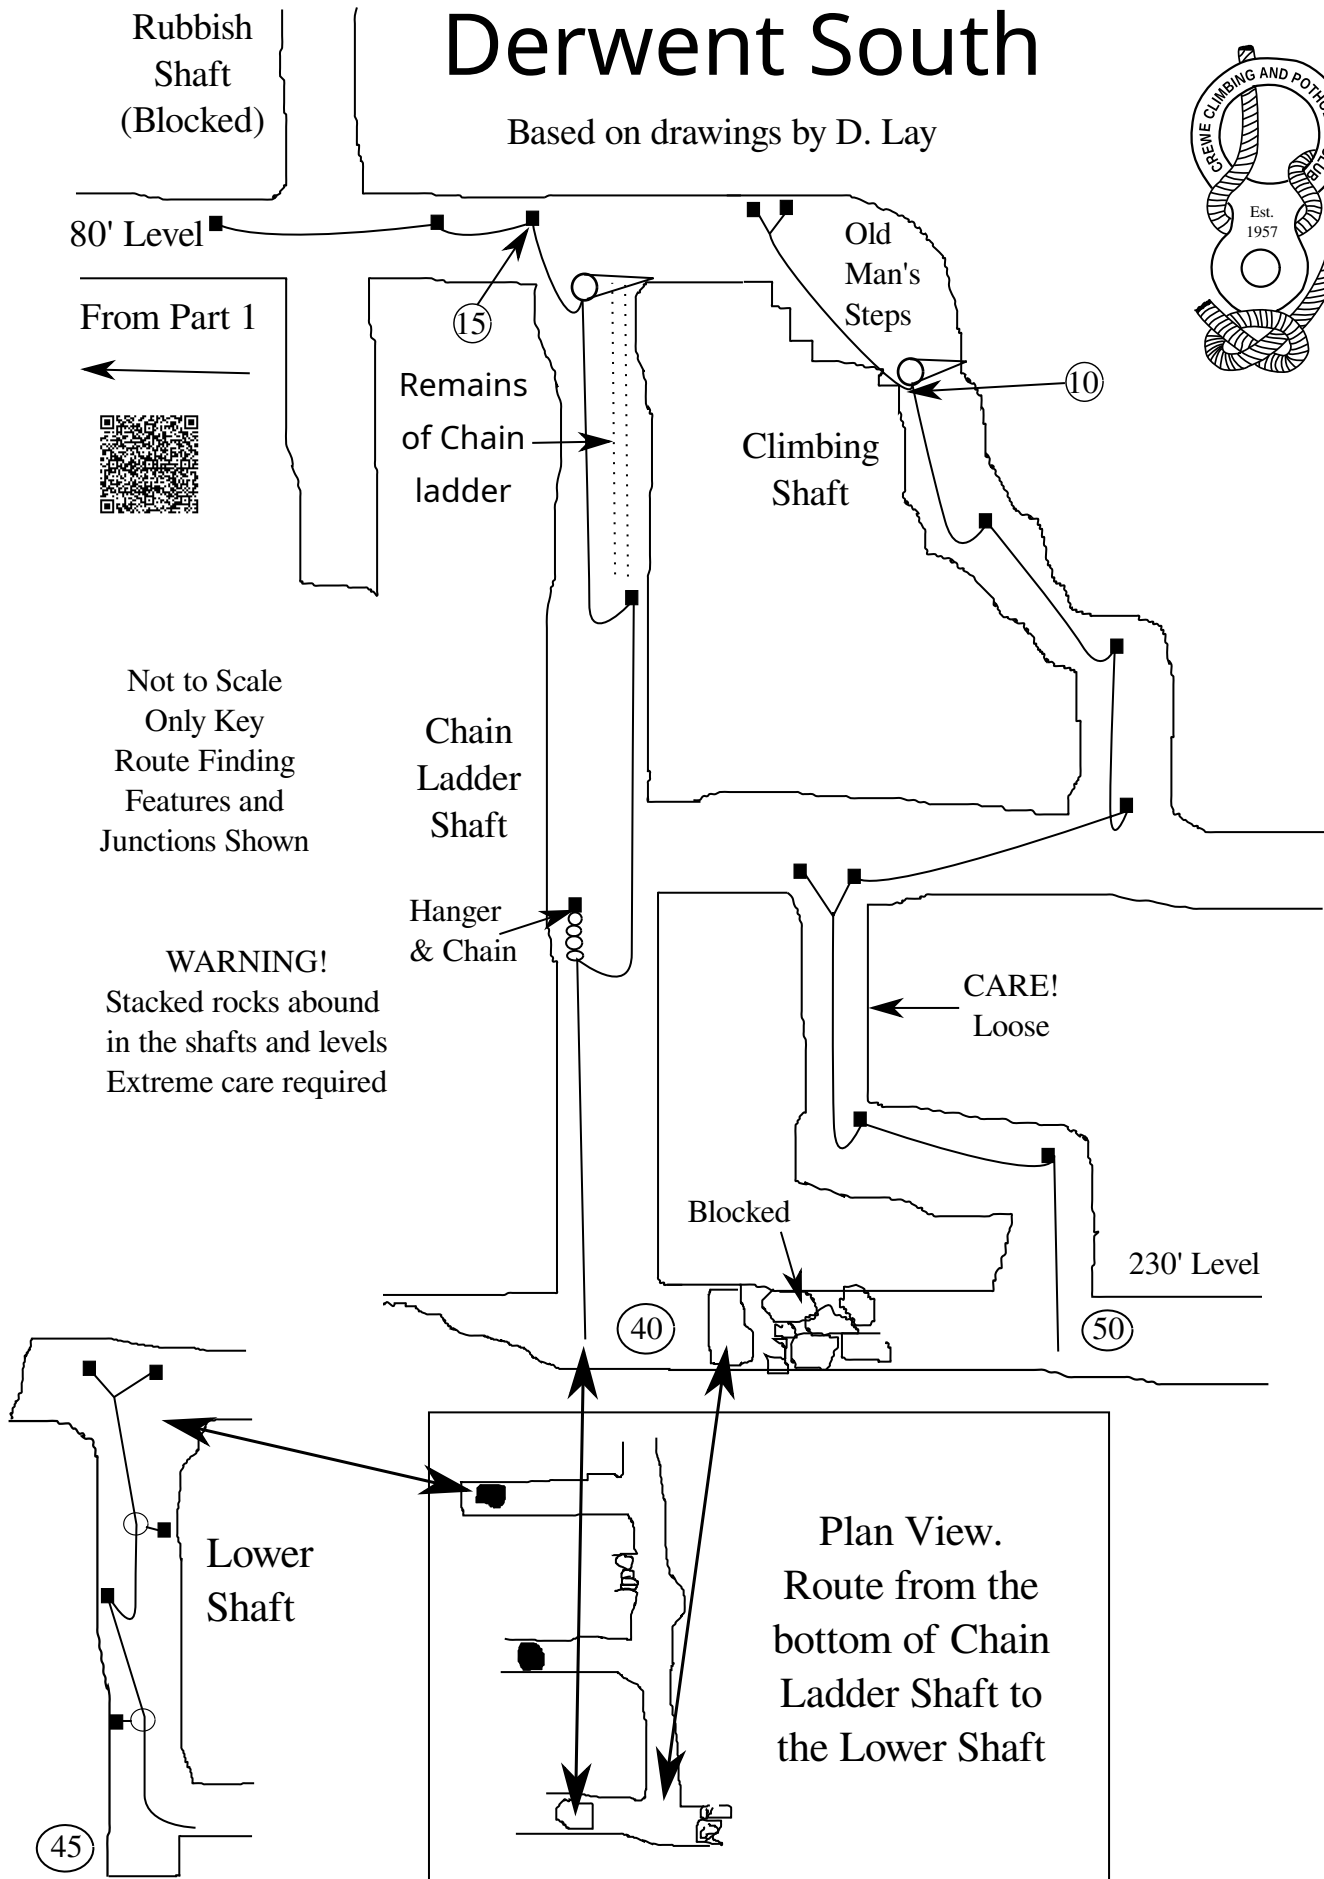 Derwent South
Based on drawings by D. Lay
Rubbish
Shaft
(Blocked)
CREWE CLIMBING AND
Est.
1957
80' Level
From Part 1
15
Old
Man's
Steps
10
Remains
of Chain
ladder
Climbing
Shaft
Not to Scale
Only Key
Route Finding
Features and
Junctions Shown
Chain
Ladder
Shaft
Hanger
& Chain
WARNING!
Stacked rocks abound
in the shafts and levels
Extreme care required
CARE!
Loose
Blocked
230' Level
40
50
Lower
Shaft
45
Plan View.
Route from the
bottom of Chain
Ladder Shaft to
the Lower Shaft